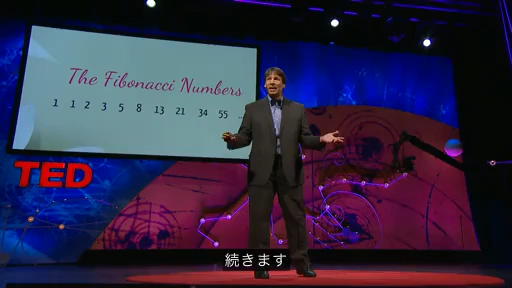 The Fibonacci Numbers
1 1 2 3 5 8 13 21 34 55 ...
TED
続きます